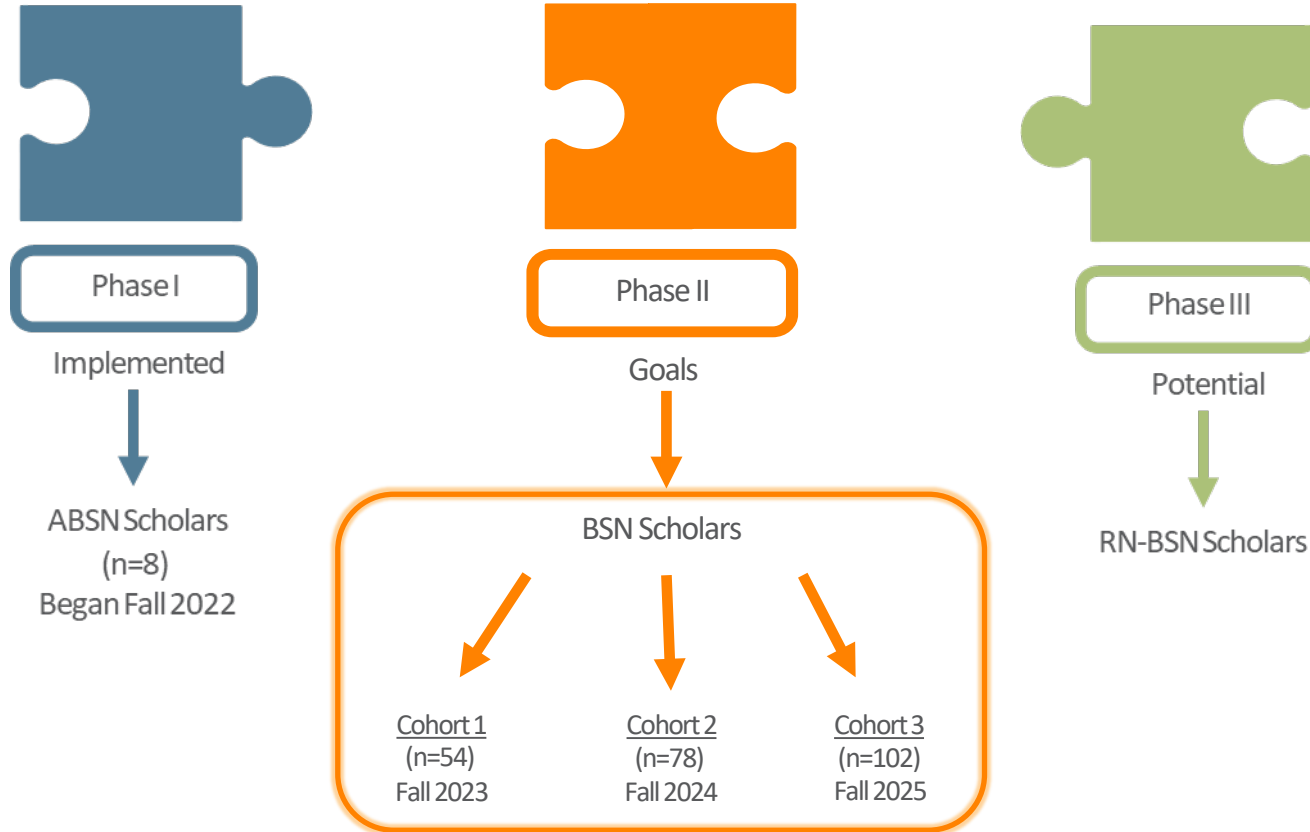 Phase I
Implemented
ABSN Scholars
(n=8)
Began Fall 2022
Phase II
Goals
BSN Scholars
Cohort 1
(n=54)
Fall 2023
Cohort 2
(n=78)
Fall 2024
Cohort 3
(n=102)
Fall 2025
Phase III
Potential
RN-BSN Scholars